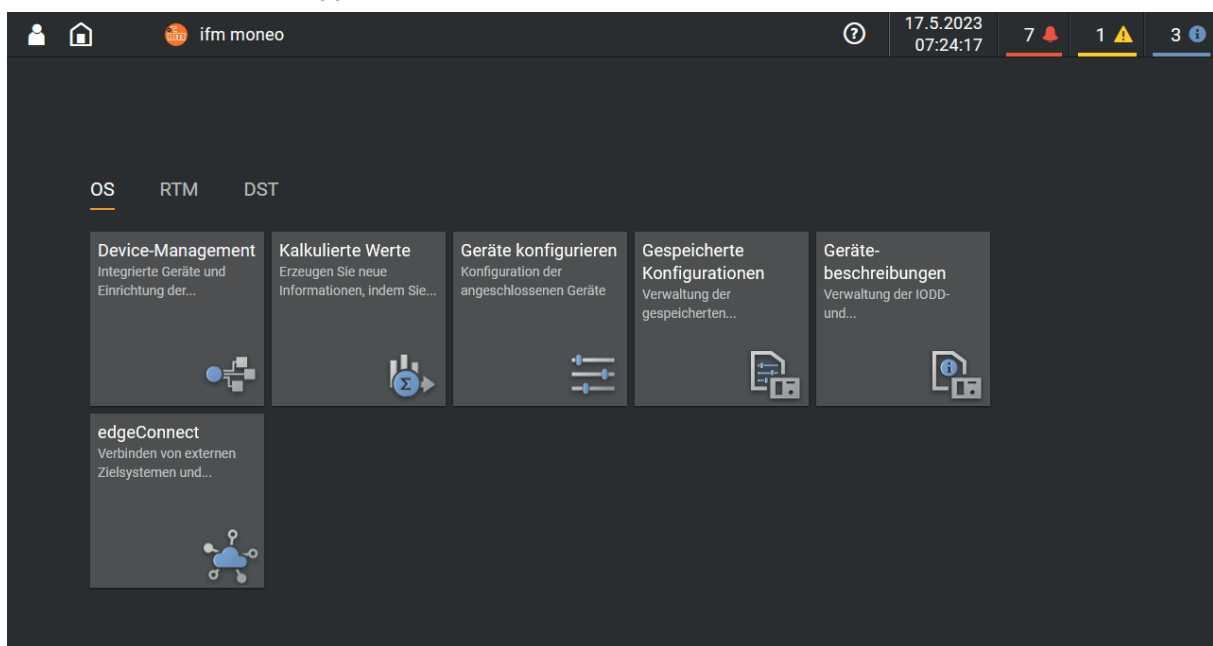 ifm moneo
17.5.2023
07:24:17
7
1
3
OS RTM DST
Device-Management
Integrierte Geräte und
Einrichtung der...
Kalkulierte Werte
Erzeugen Sie neue
Informationen, indem Sie...
Geräte konfigurieren
Konfiguration der
angeschlossenen Geräte
Gespeicherte
Konfigurationen
Verwaltung der
gespeicherten...
Geräte-
beschreibungen
Verwaltung der IODD-
und...
edgeConnect
Verbinden von externen
Zielsystemen und...